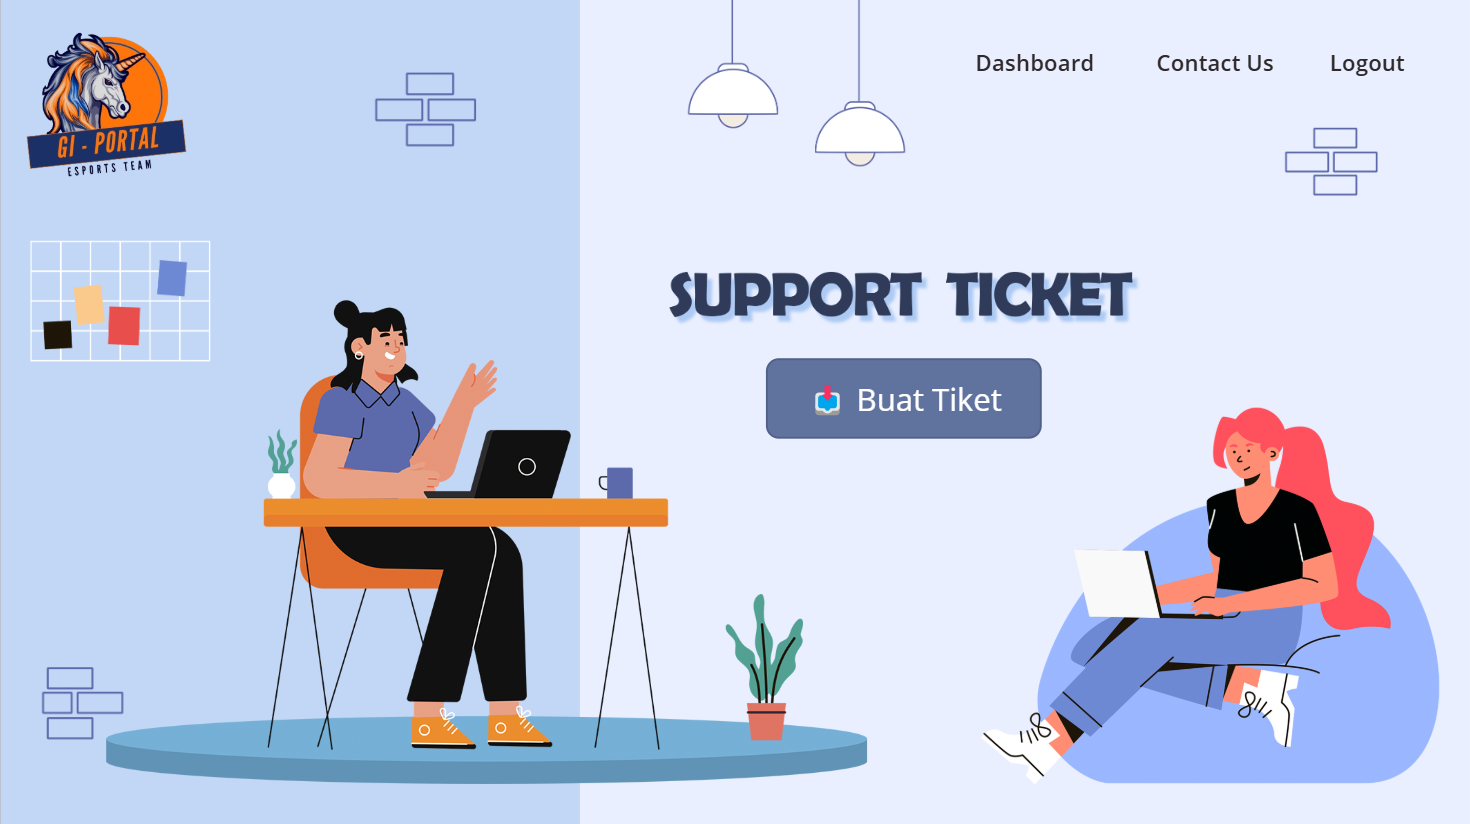 GI - PORTAL
ESPORTS TEAM
Dashboard
Contact Us
Logout
SUPPORT TICKET
Buat Tiket